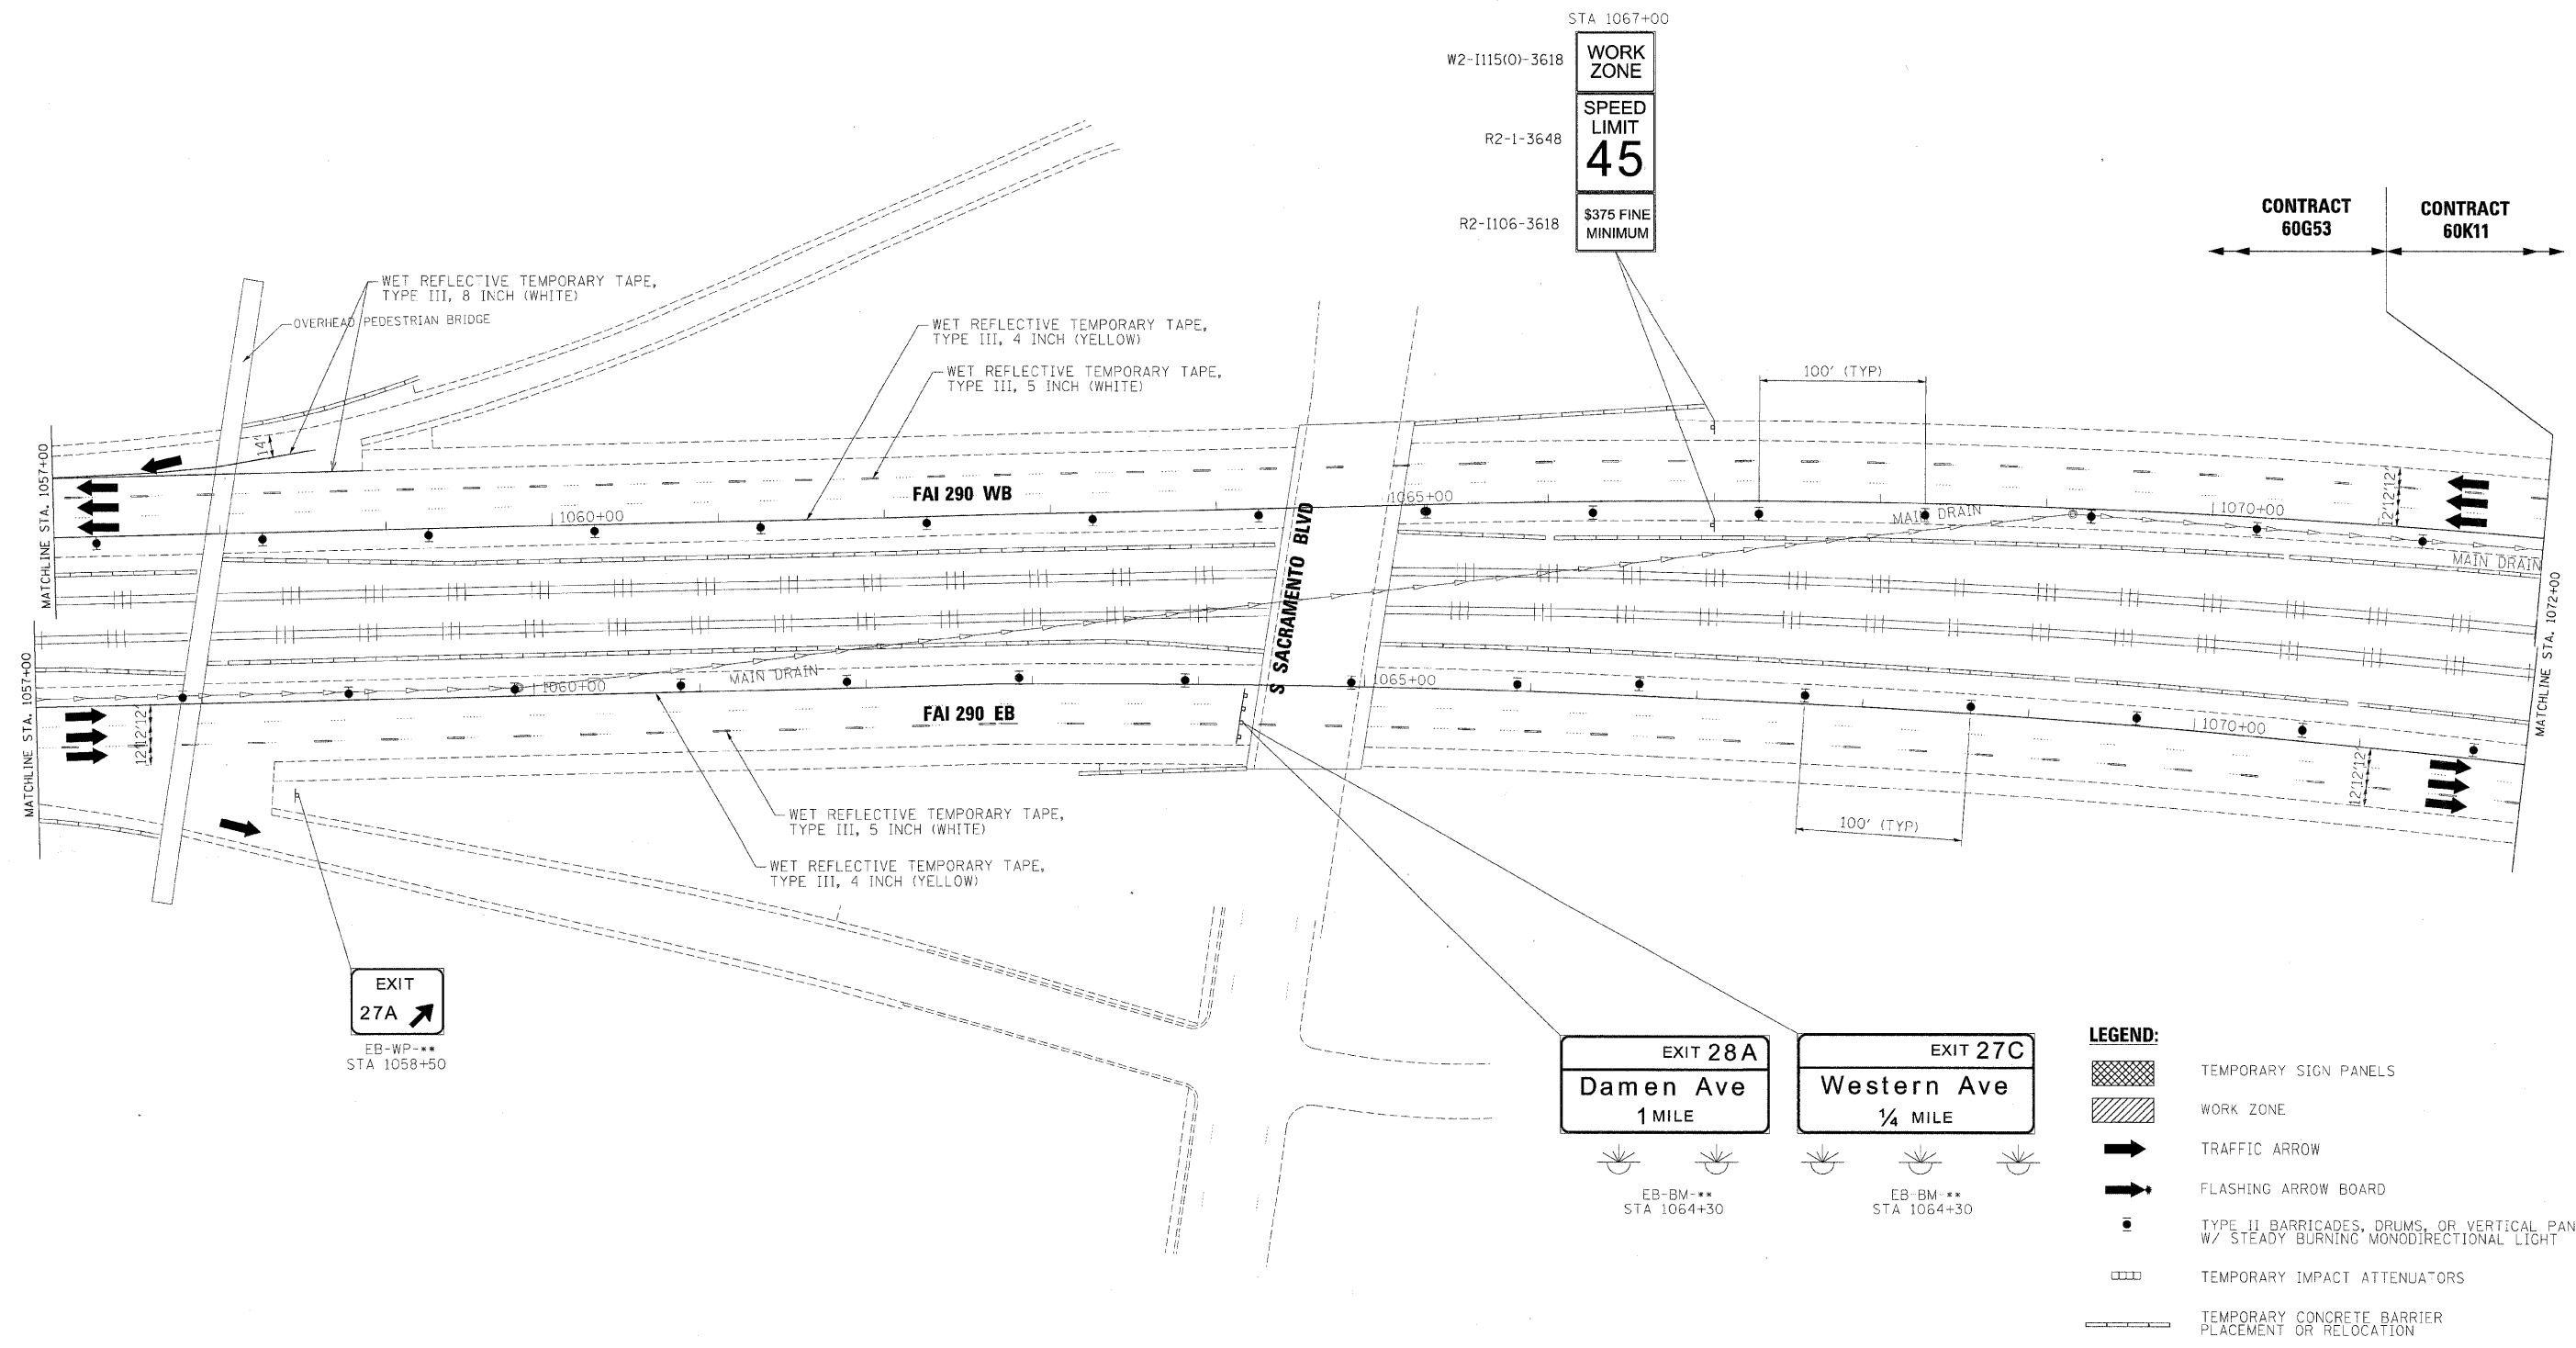 STA 1067+00
W2-I115(O)-3618
WORK
ZONE
R2-1-3648
SPEED
LIMIT
45
R2-I106-3618
$375 FINE
MINIMUM
CONTRACT
60G53
CONTRACT
60K11
WET REFLECTIVE TEMPORARY TAPE,
TYPE III, 8 INCH (WHITE)
OVERHEAD PEDESTRIAN BRIDGE
WET REFLECTIVE TEMPORARY TAPE,
TYPE III, 4 INCH (YELLOW)
WET REFLECTIVE TEMPORARY TAPE,
TYPE III, 5 INCH (WHITE)
100' (TYP)
14'
MATCHLINE STA. 1057+00
FAI 290 WB
1060+00
1065+00
MAIN DRAIN
1070+00
12'12'12'
MAIN DRAIN
S SACRAMENTO BLVD
MATCHLINE STA. 1072+00
MATCHLINE STA. 1057+00
12'12'12'
1060+00
MAIN DRAIN
FAI 290 EB
1065+00
1070+00
12'12'12'
100' (TYP)
WET REFLECTIVE TEMPORARY TAPE,
TYPE III, 5 INCH (WHITE)
WET REFLECTIVE TEMPORARY TAPE,
TYPE III, 4 INCH (YELLOW)
EXIT
27A
EB-WP-**
STA 1058+50
EXIT 28A
Damen Ave
1 MILE
EB-BM-**
STA 1064+30
EXIT 27C
Western Ave
¼ MILE
EB-BM-**
STA 1064+30
LEGEND:
TEMPORARY SIGN PANELS
WORK ZONE
TRAFFIC ARROW
FLASHING ARROW BOARD
TYPE II BARRICADES, DRUMS, OR VERTICAL PAN
W/ STEADY BURNING MONODIRECTIONAL LIGHT
TEMPORARY IMPACT ATTENUATORS
TEMPORARY CONCRETE BARRIER
PLACEMENT OR RELOCATION